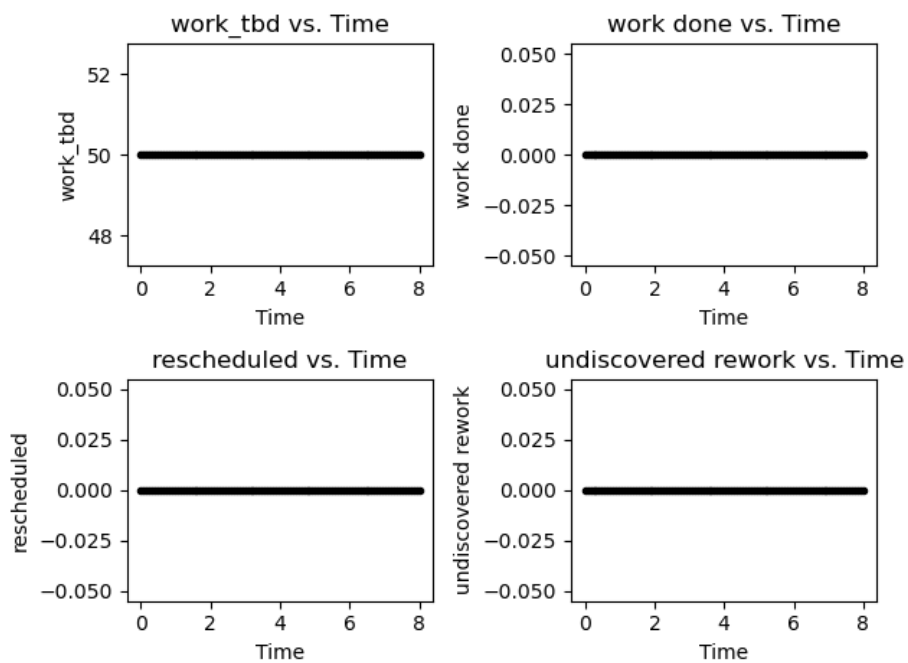 work_tbd vs. Time
work_tbd
52
50
48
0 2 4 6 8
Time
work done vs. Time
work done
0.050
0.025
0.000
−0.025
−0.050
0 2 4 6 8
Time
rescheduled vs. Time
rescheduled
0.050
0.025
0.000
−0.025
−0.050
0 2 4 6 8
Time
undiscovered rework vs. Time
undiscovered rework
0.050
0.025
0.000
−0.025
−0.050
0 2 4 6 8
Time